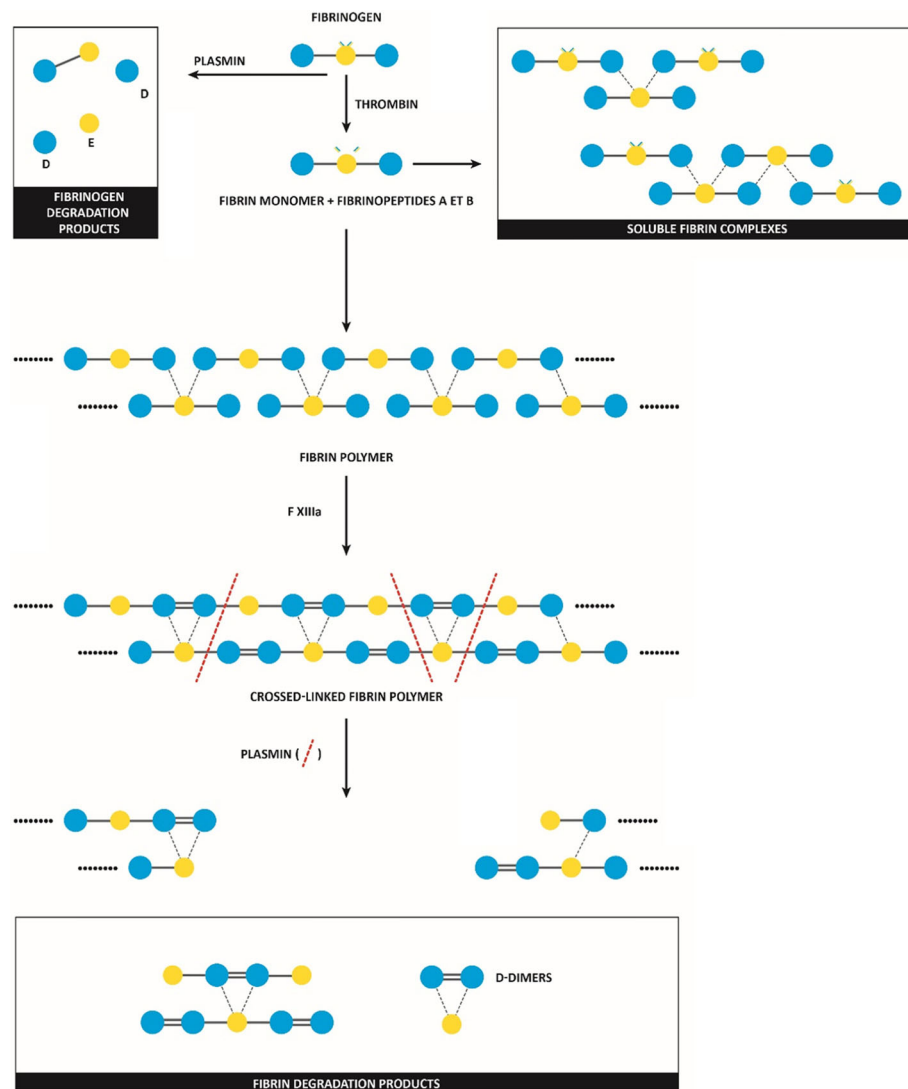 FIBRINOGEN
PLASMIN
D
THROMBIN
D
E
FIBRINOGEN
DEGRADATION
PRODUCTS
FIBRIN MONOMER + FIBRINOPEPTIDES A ET B
SOLUBLE FIBRIN COMPLEXES
FIBRIN POLYMER
F XIIIa
CROSSED-LINKED FIBRIN POLYMER
PLASMIN ( / )
D-DIMERS
FIBRIN DEGRADATION PRODUCTS